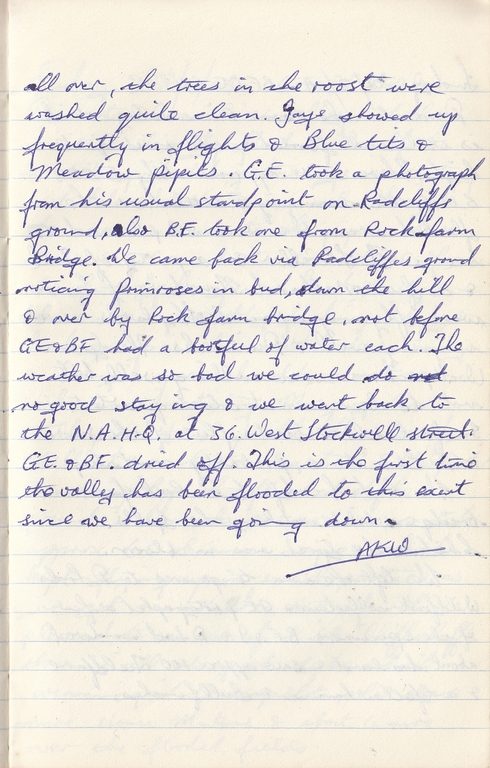 all over, the trees in the roost were
washed quite clean. Jays showed up
frequently in flights & Blue tits &
Meadow pipits. G.E. took a photograph
from his usual standpoint on Radcliffs
ground, also B.F. took one from Rock farm
Bridge. We came back via Radcliffes ground
noticing Primroses in bud, down the hill
& over by Rock farm bridge, not before
GE & BF had a bootful of water each. The
weather was so bad we could do
no good staying & we went back to
the N.A.H-Q. at 36. West Stockwell street.
G.E. & BF. dried off. This is the first time
the valley has been flooded to this exent
since we have been going down.